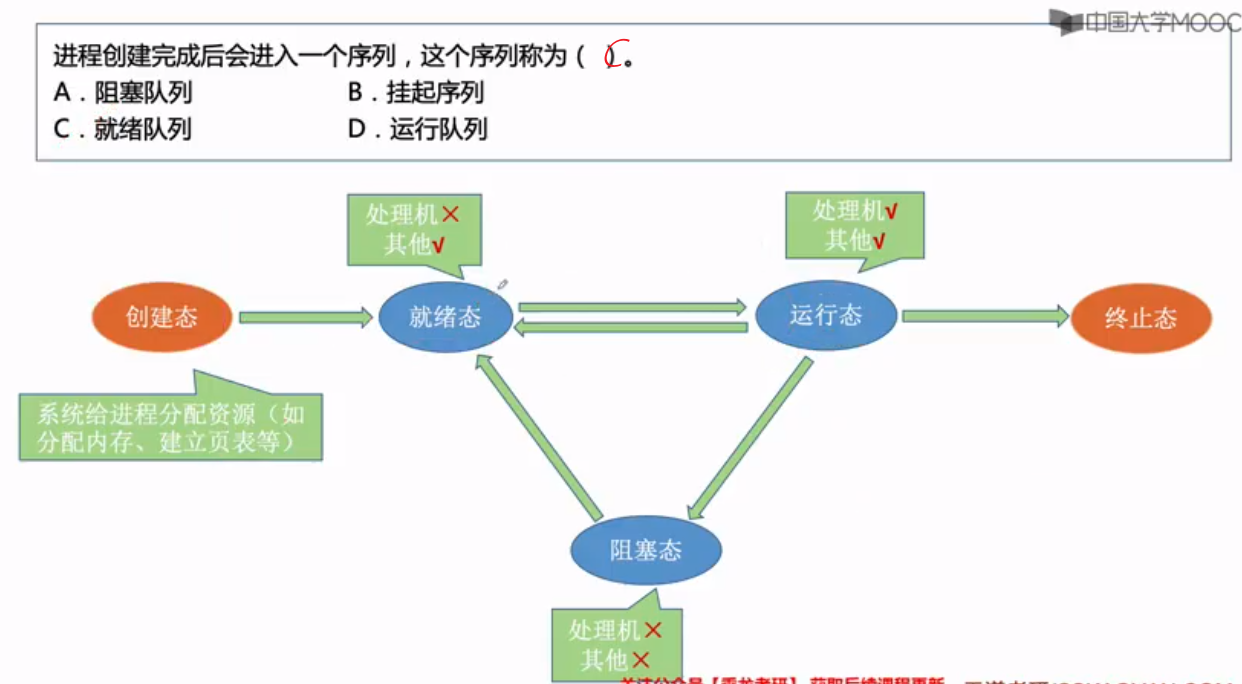 中国大学MOOC
进程创建完成后会进入一个序列，这个序列称为（ C ）。
A．阻塞队列 B．挂起序列
C．就绪队列 D．运行队列
处理机×
其他√
处理机√
其他√
创建态
就绪态
运行态
终止态
系统给进程分配资源（如
分配内存、建立页表等）
阻塞态
处理机×
其他×